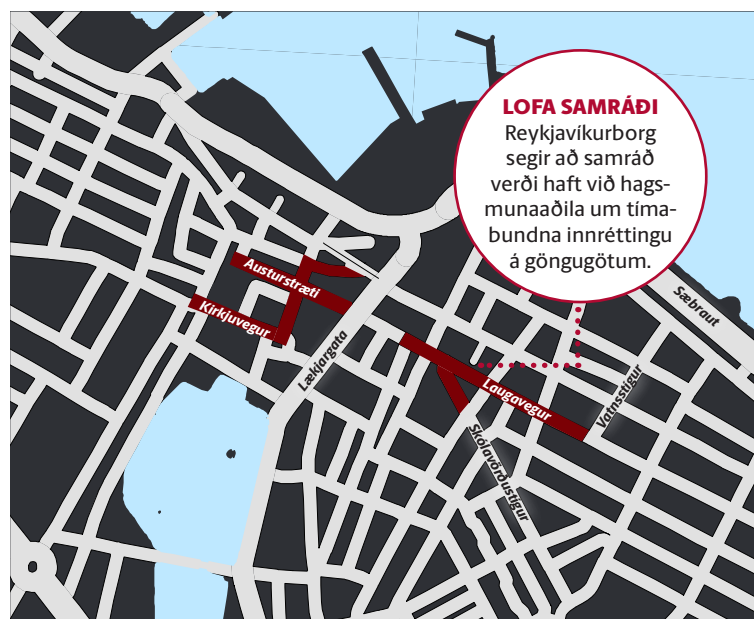 LOFA SAMRÁÐI
Reykjavíkurborg
segir að samráð
verði haft við hags-
munaaðila um tíma-
bundna innréttingu
á göngugötum.
Austurstræti
Kirkjuvegur
Lækjargata
Laugavegur
Skólavörðustígur
Vatnsstígur
Sæbraut